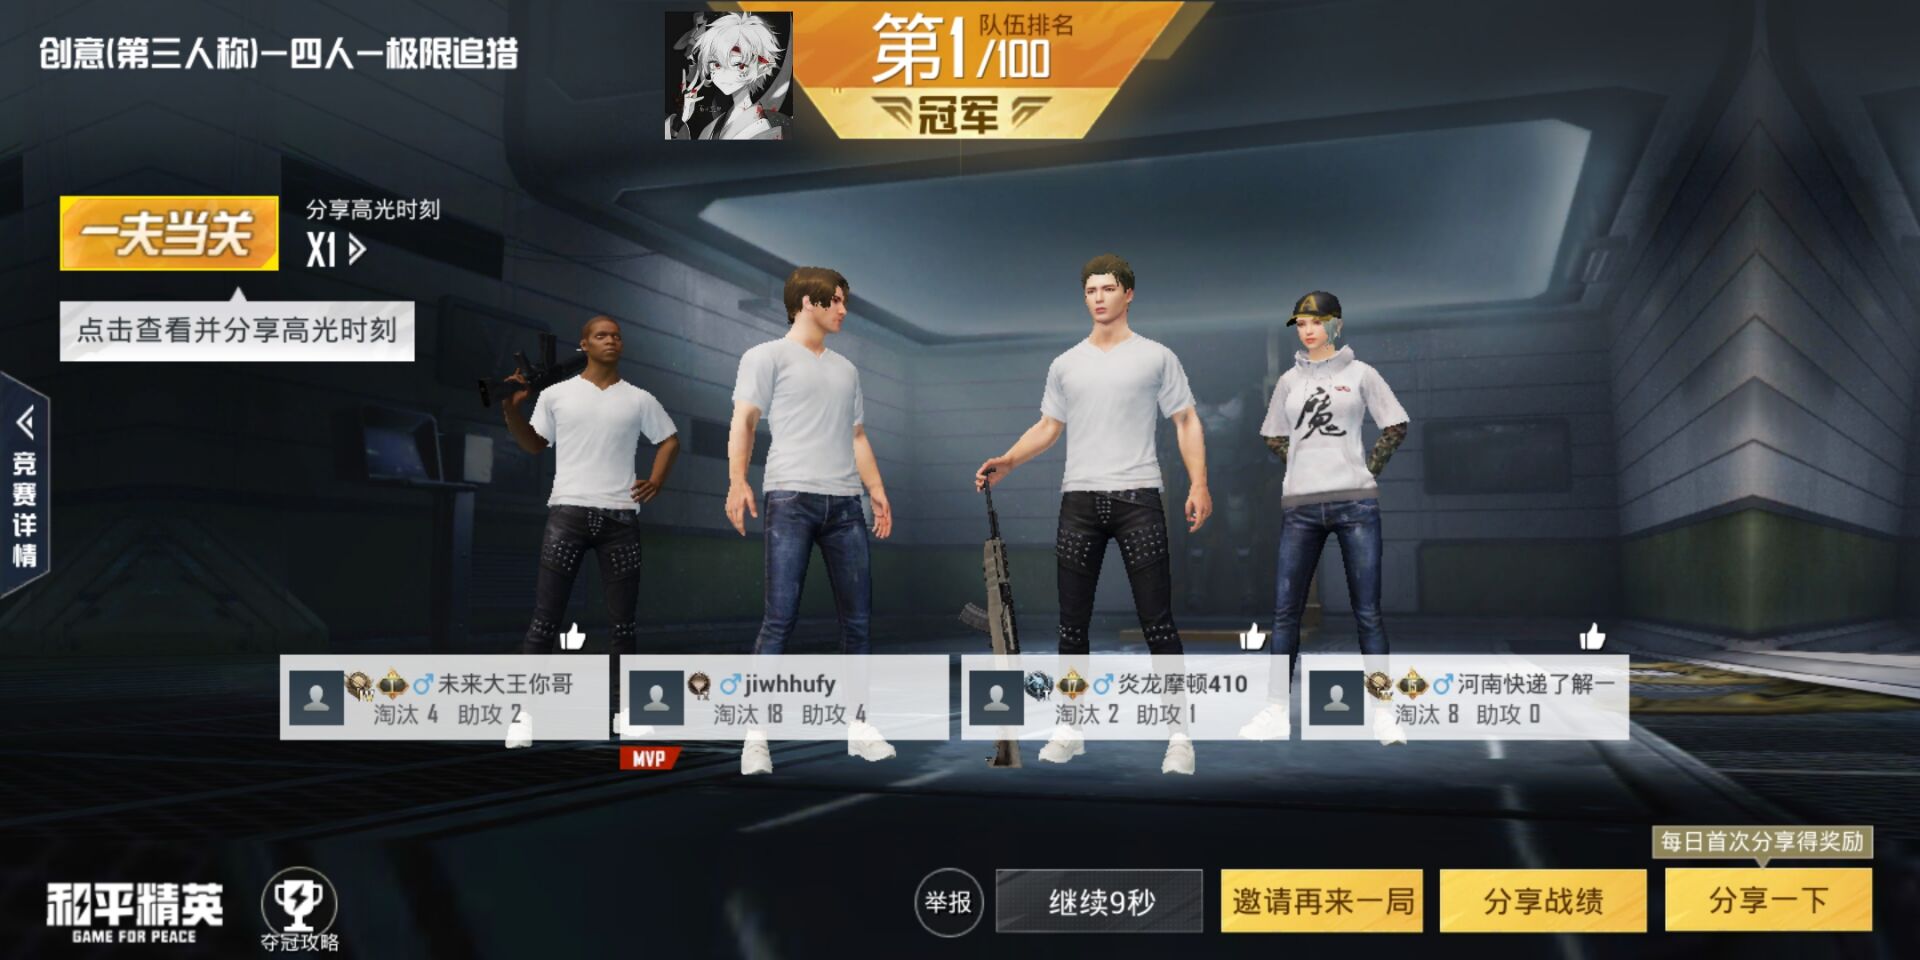 创意(第三人称)—四人—极限追猎
第1/100
队伍排名
冠军
一夫当关
分享高光时刻
X1
点击查看并分享高光时刻
竞赛详情
魔
未来大王你哥
淘汰 4 助攻 2
jiwhhufy
淘汰 18 助攻 4
MVP
炎龙摩顿410
淘汰 2 助攻 1
河南快递了解一
淘汰 8 助攻 0
每日首次分享得奖励
和平精英
GAME FOR PEACE
夺冠攻略
举报
继续9秒
邀请再来一局
分享战绩
分享一下